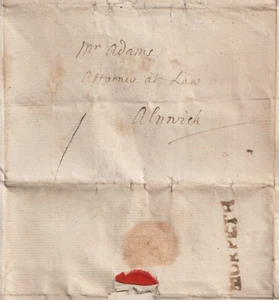 Mr Adams
Attorney at Law
Alnwick
MORPETH